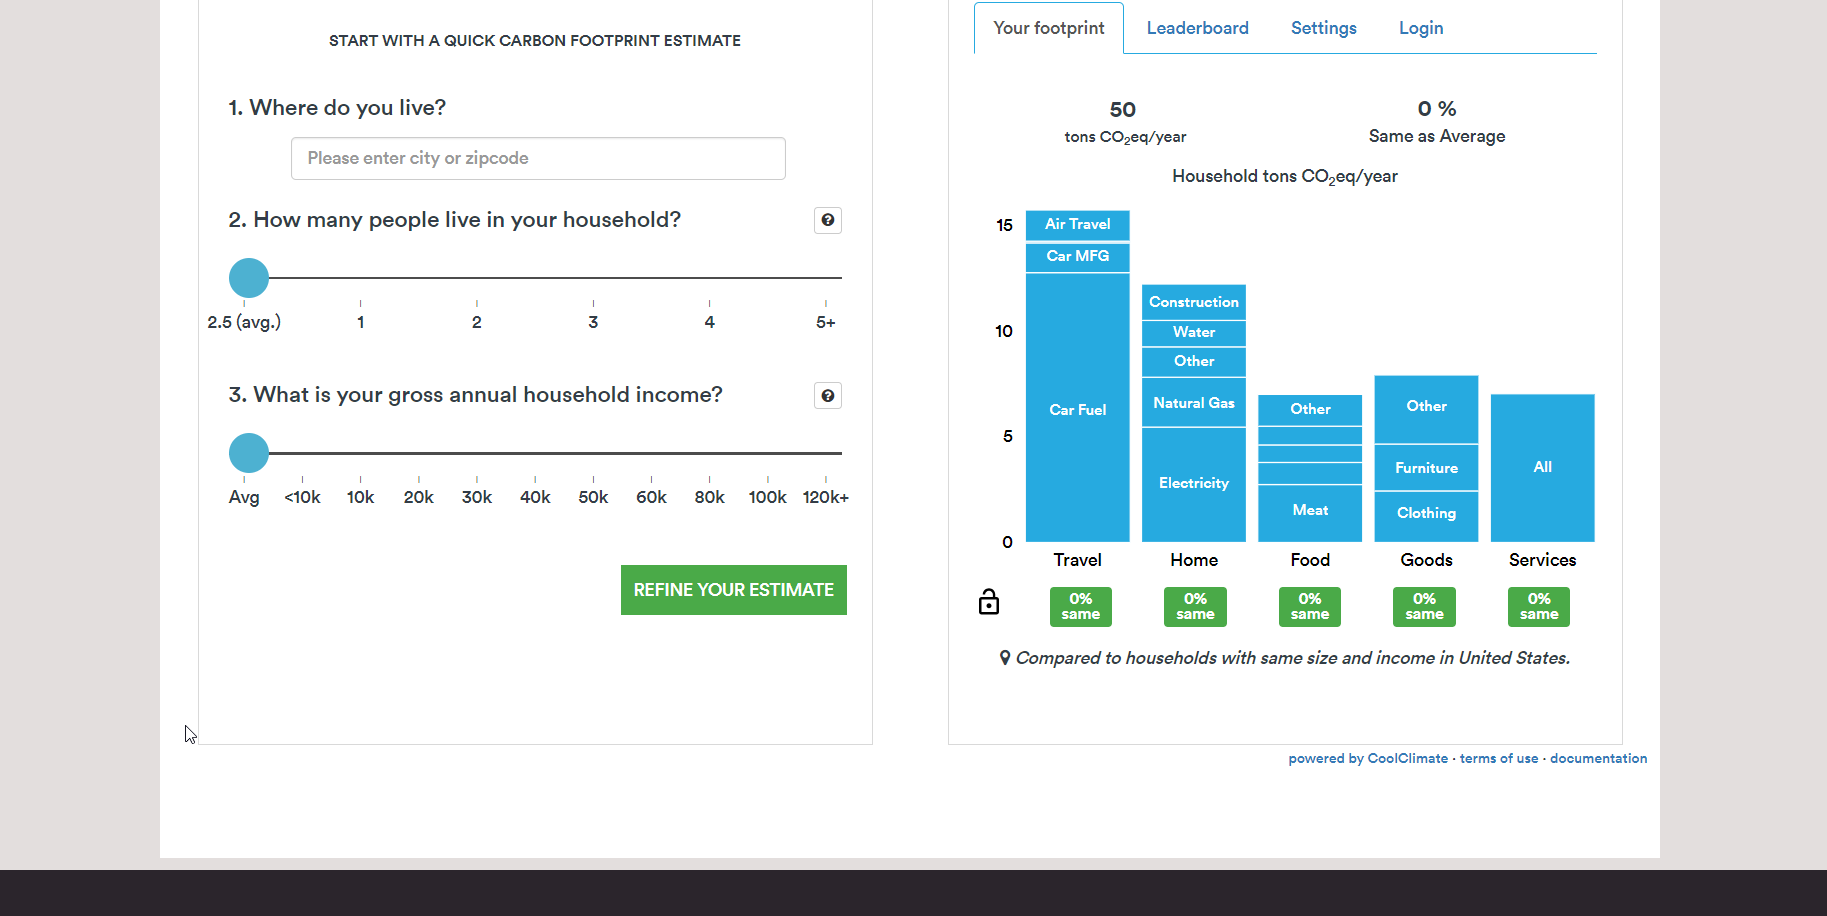 START WITH A QUICK CARBON FOOTPRINT ESTIMATE
1. Where do you live?
Please enter city or zipcode
2. How many people live in your household?
2.5 (avg.) 1 2 3 4 5+
3. What is your gross annual household income?
Avg <10k 10k 20k 30k 40k 50k 60k 80k 100k 120k+
REFINE YOUR ESTIMATE
Your footprint Leaderboard Settings Login
50 0 %
tons CO₂eq/year Same as Average
Household tons CO₂eq/year
15
10
5
0
Air Travel
Car MFG
Car Fuel
Construction
Water
Other
Natural Gas
Electricity
Other
Meat
Other
Furniture
Clothing
All
Travel Home Food Goods Services
0% 0% 0% 0% 0%
same same same same same
Compared to households with same size and income in United States.
powered by CoolClimate · terms of use · documentation